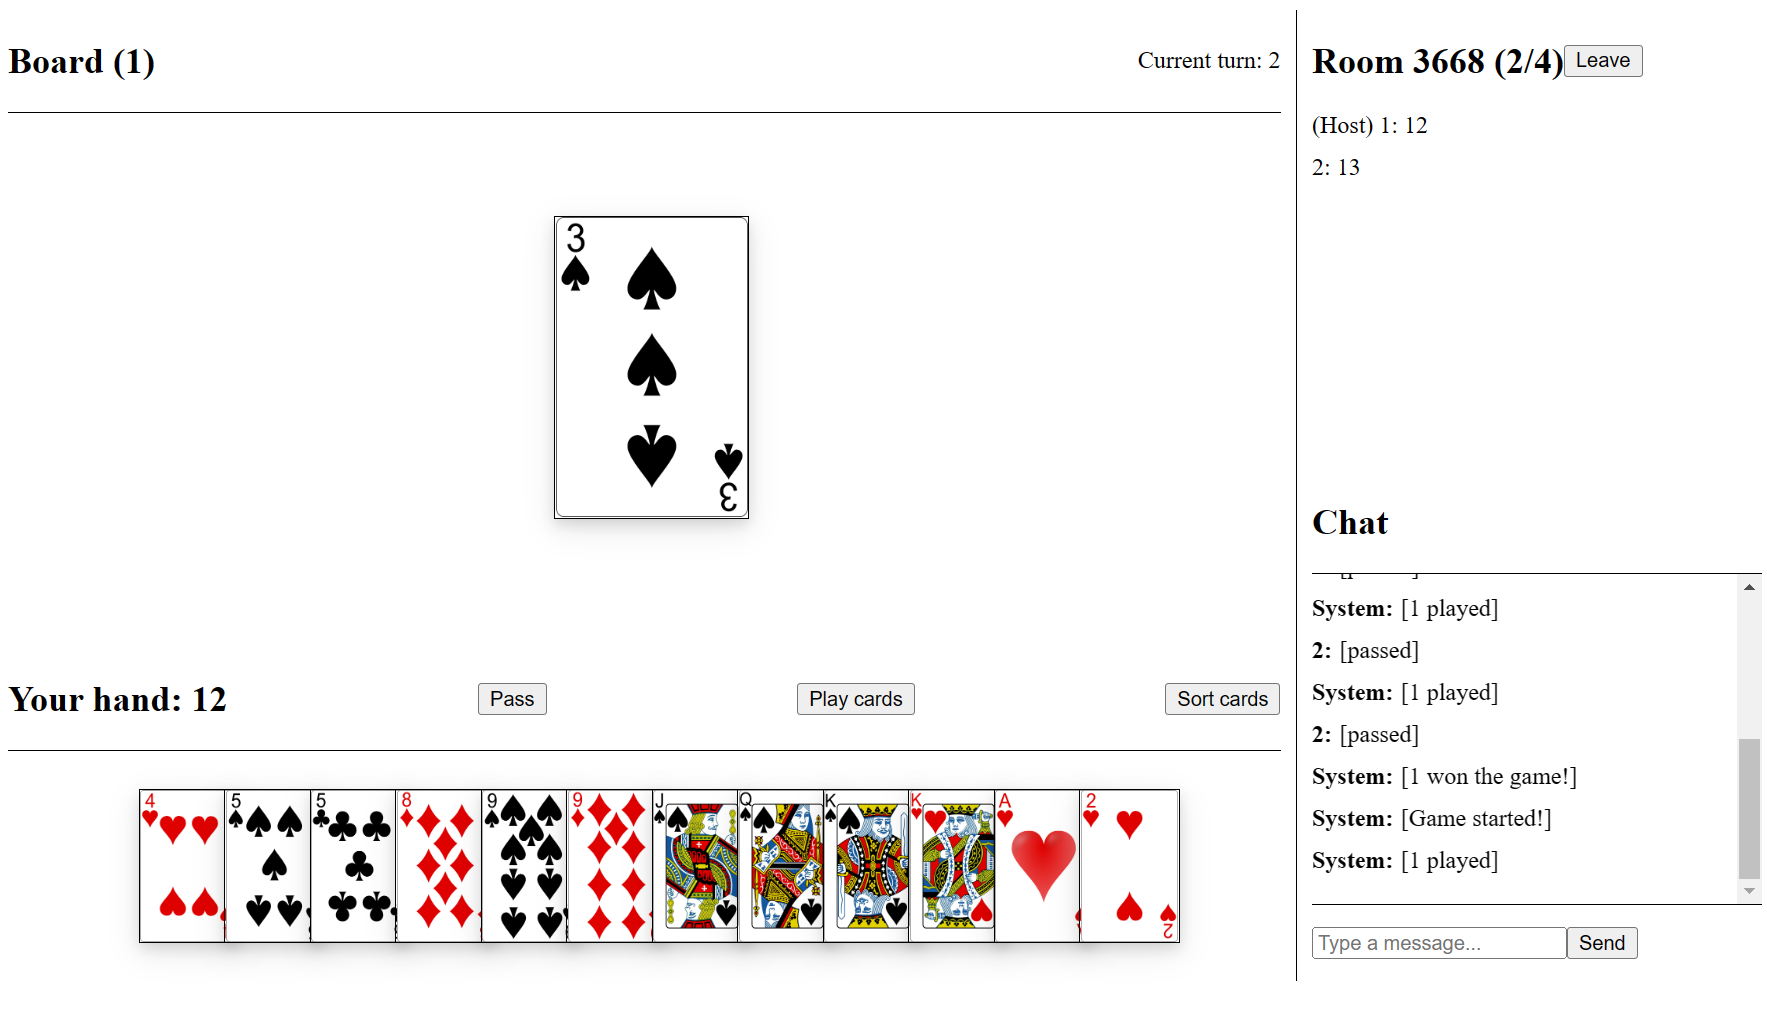 Board (1)
Current turn: 2
3
3
Your hand: 12
Pass
Play cards
Sort cards
4
5
5
8
9
9
J
Q
K
K
A
2
2
Room 3668 (2/4)
Leave
(Host) 1: 12
2: 13
Chat
System: [1 played]
2: [passed]
System: [1 played]
2: [passed]
System: [1 won the game!]
System: [Game started!]
System: [1 played]
Type a message...
Send